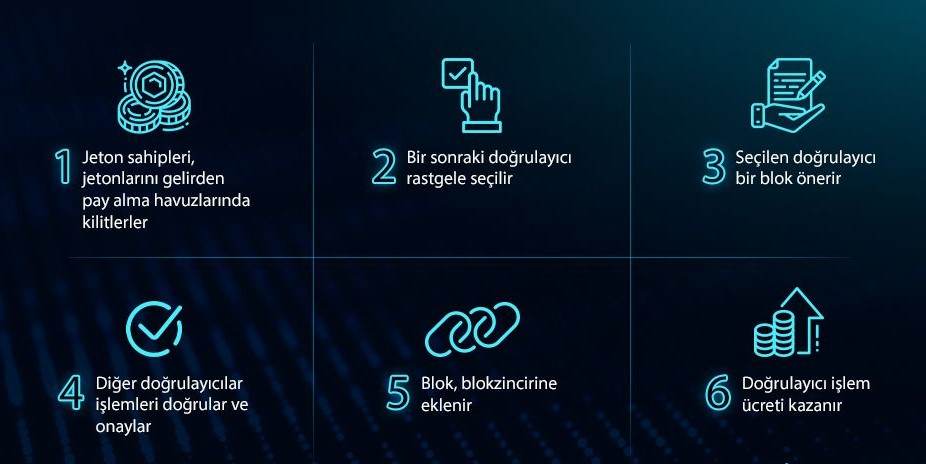 1 Jeton sahipleri,
jetonlarını gelirden
pay alma havuzlarında
kilitlerler
2 Bir sonraki doğrulayıcı
rastgele seçilir
3 Seçilen doğrulayıcı
bir blok önerir
4 Diğer doğrulayıcılar
işlemleri doğrular ve
onaylar
5 Blok, blokzincirine
eklenir
6 Doğrulayıcı işlem
ücreti kazanır